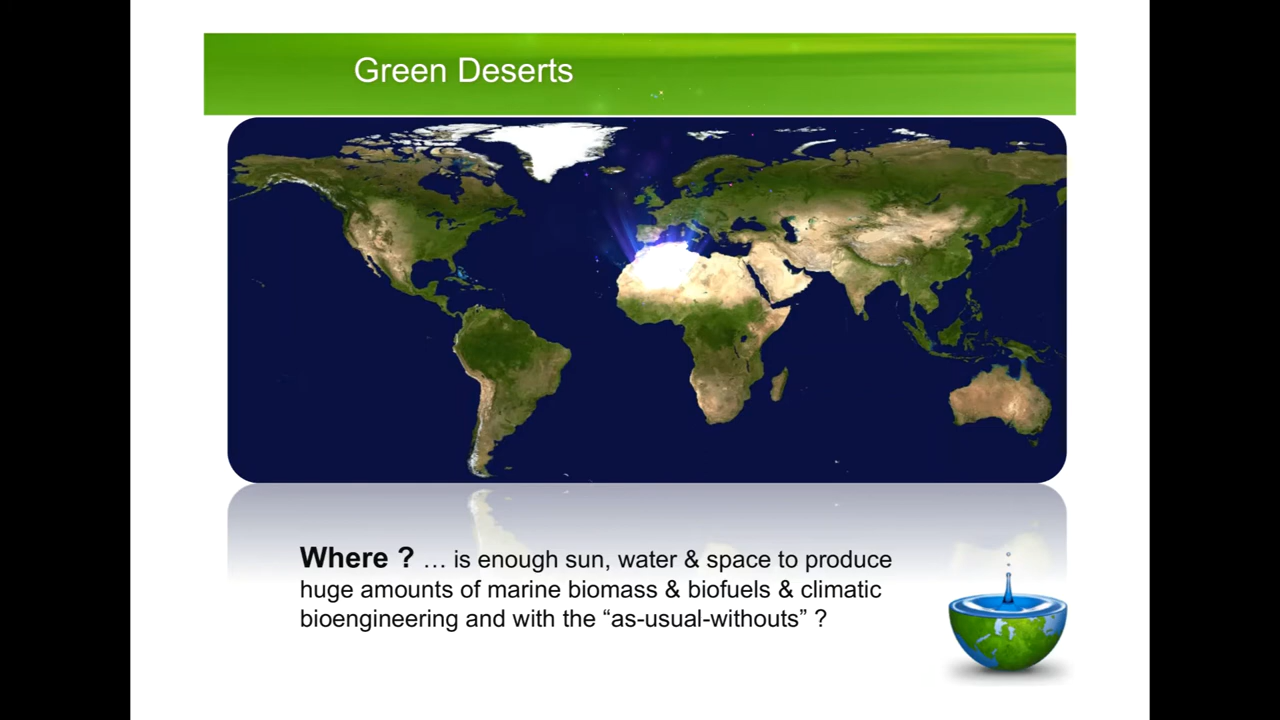 Green Deserts
Where ? … is enough sun, water & space to produce
huge amounts of marine biomass & biofuels & climatic
bioengineering and with the “as-usual-withouts” ?